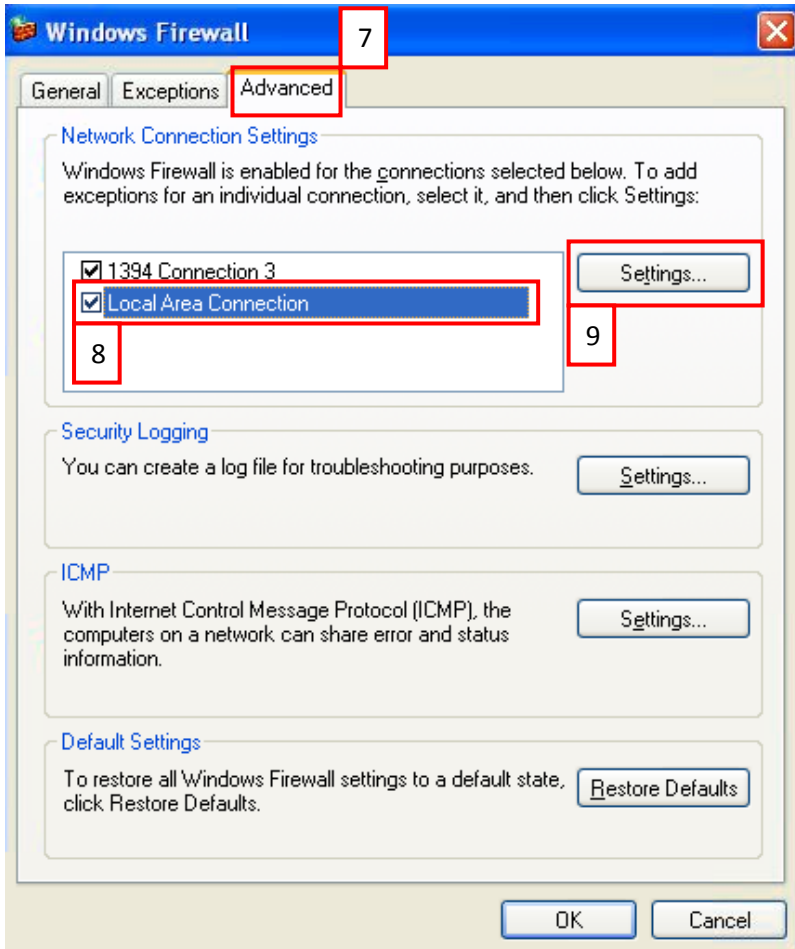 Windows Firewall
7
General Exceptions Advanced
Network Connection Settings
Windows Firewall is enabled for the connections selected below. To add
exceptions for an individual connection, select it, and then click Settings:
1394 Connection 3
Settings...
Local Area Connection
8
9
Security Logging
You can create a log file for troubleshooting purposes.
Settings...
ICMP
With Internet Control Message Protocol (ICMP), the
computers on a network can share error and status
information.
Settings...
Default Settings
To restore all Windows Firewall settings to a default state,
click Restore Defaults.
Restore Defaults
OK Cancel